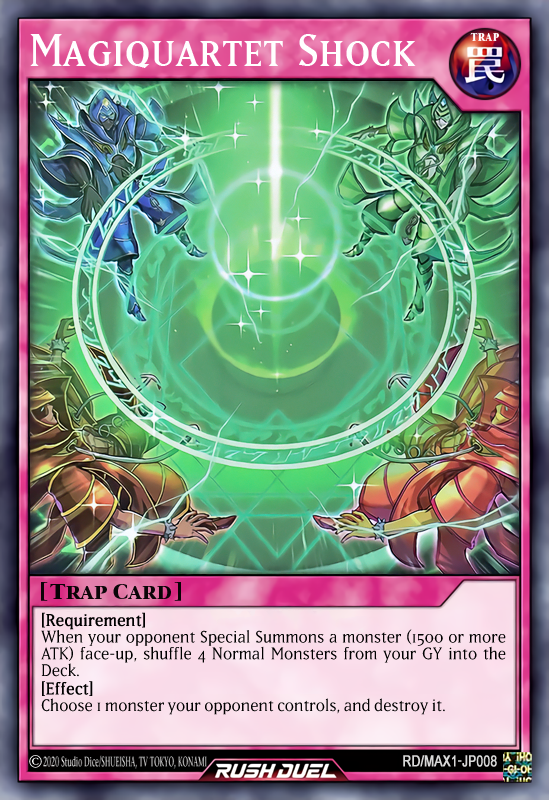 Magiquartet Shock
TRAP
罠
[Trap Card]
[Requirement]
When your opponent Special Summons a monster (1500 or more
ATK) face-up, shuffle 4 Normal Monsters from your GY into the
Deck.
[Effect]
Choose 1 monster your opponent controls, and destroy it.
©2020 Studio Dice/SHUEISHA, TV TOKYO, KONAMI
RUSH DUEL
RD/MAX1-JP008